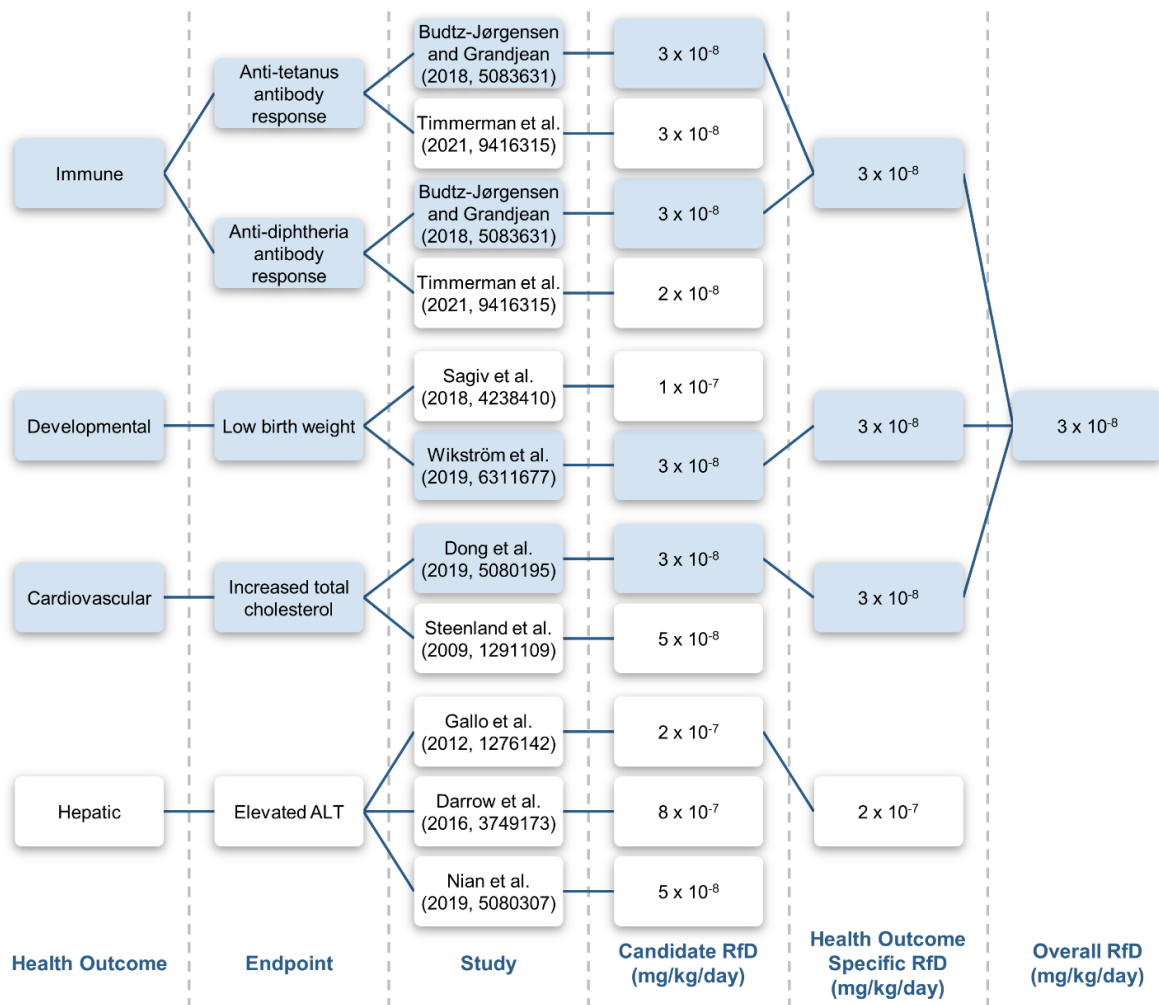 Budtz-Jørgensen
and Grandjean
(2018, 5083631)
3 x 10-8
Anti-tetanus
antibody
response
Timmerman et al.
(2021, 9416315)
3 x 10-8
Immune
3 x 10-8
Budtz-Jørgensen
and Grandjean
(2018, 5083631)
3 x 10-8
Anti-diphtheria
antibody
response
Timmerman et al.
(2021, 9416315)
2 x 10-8
Sagiv et al.
(2018, 4238410)
1 x 10-7
Developmental
Low birth weight
3 x 10-8
3 x 10-8
Wikström et al.
(2019, 6311677)
3 x 10-8
Dong et al.
(2019, 5080195)
3 x 10-8
Cardiovascular
Increased total
cholesterol
3 x 10-8
Steenland et al.
(2009, 1291109)
5 x 10-8
Gallo et al.
(2012, 1276142)
2 x 10-7
Hepatic
Elevated ALT
Darrow et al.
(2016, 3749173)
8 x 10-7
2 x 10-7
Nian et al.
(2019, 5080307)
5 x 10-8
Health Outcome
Endpoint
Study
Candidate RfD
(mg/kg/day)
Health Outcome
Specific RfD
(mg/kg/day)
Overall RfD
(mg/kg/day)